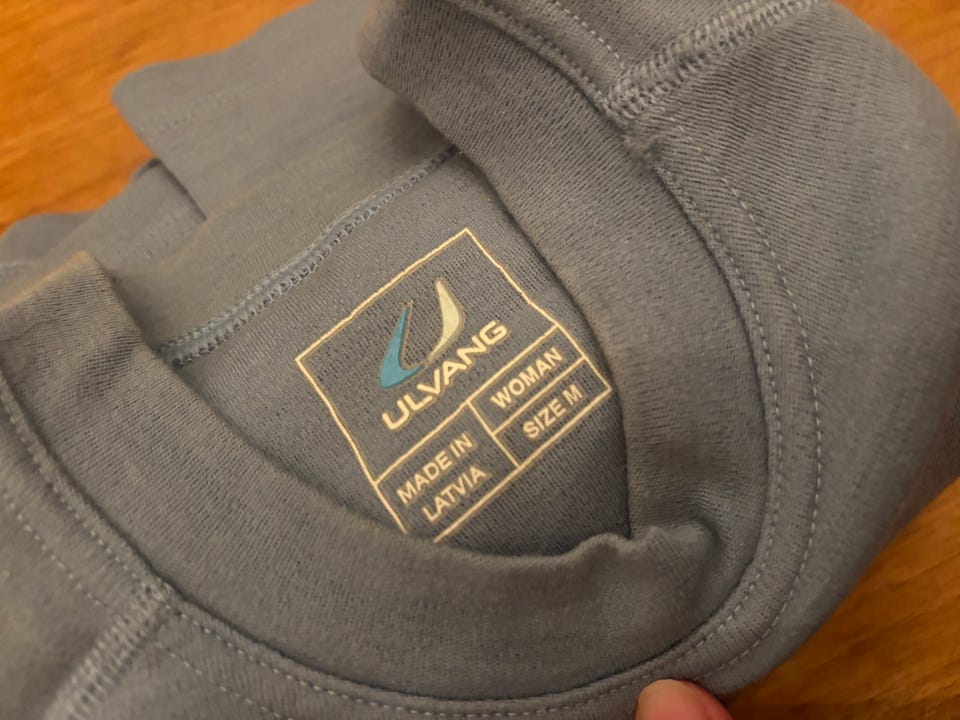 ULVANG
MADE IN
LATVIA
WOMAN
SIZE M